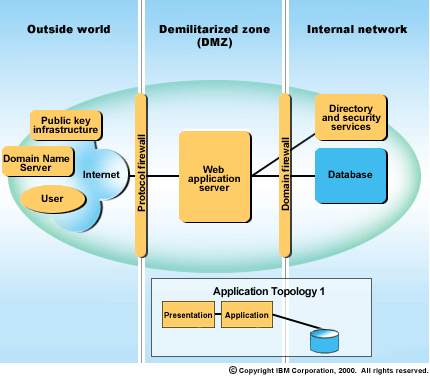 Outside world
Demilitarized zone
(DMZ)
Internal network
Public key
infrastructure
Domain Name
Server
User
Internet
Protocol firewall
Web
application
server
Domain firewall
Directory
and security
services
Database
Application Topology 1
Presentation
Application
© Copyright IBM Corporation, 2000. All rights reserved.